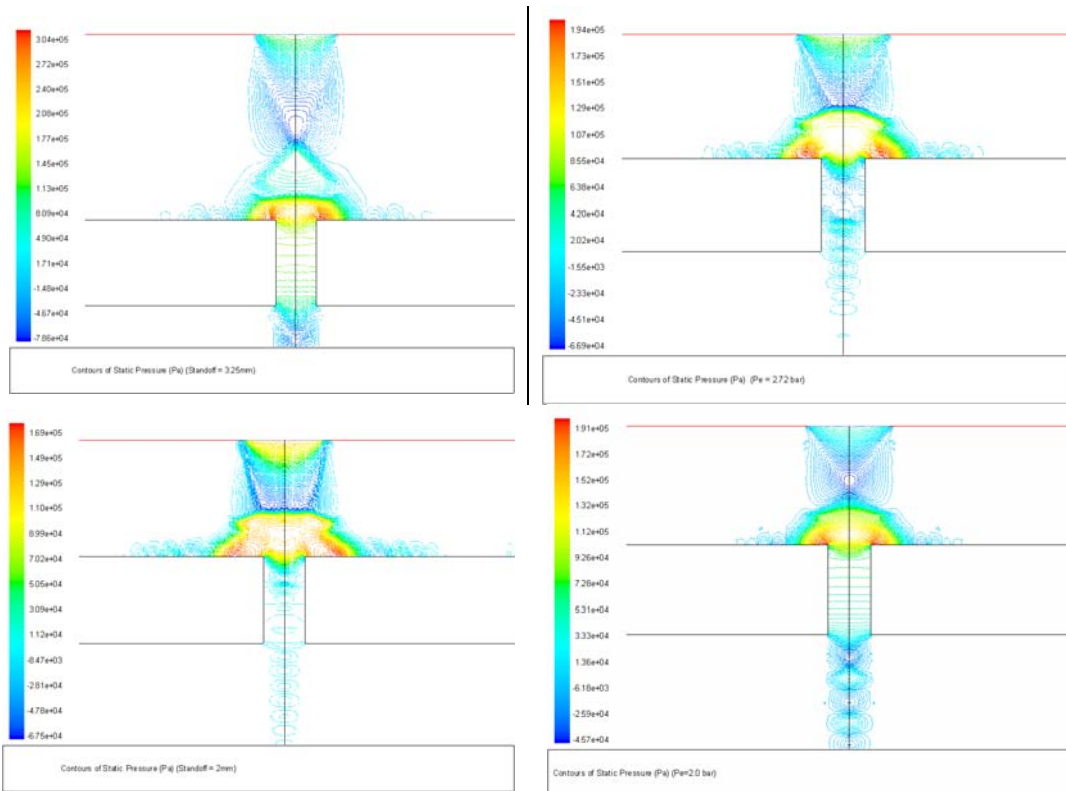 3.04e+05
2.72e+05
2.40e+05
2.08e+05
1.77e+05
1.45e+05
1.13e+05
8.09e+04
4.90e+04
1.71e+04
-1.48e+04
-4.67e+04
-7.86e+04
Contours of Static Pressure (Pa) (Standoff = 3.25mm)
1.94e+05
1.73e+05
1.51e+05
1.29e+05
1.07e+05
8.55e+04
6.38e+04
4.20e+04
2.02e+04
-1.55e+03
-2.33e+04
-4.51e+04
-6.69e+04
Contours of Static Pressure (Pa) (Pe = 2.72 bar)
1.69e+05
1.49e+05
1.29e+05
1.10e+05
8.99e+04
7.02e+04
5.05e+04
3.09e+04
1.12e+04
-8.47e+03
-2.81e+04
-4.78e+04
-6.75e+04
Contours of Static Pressure (Pa) (Standoff = 2mm)
1.91e+05
1.72e+05
1.52e+05
1.32e+05
1.12e+05
9.26e+04
7.28e+04
5.31e+04
3.33e+04
1.36e+04
-6.18e+03
-2.59e+04
-4.57e+04
Contours of Static Pressure (Pa) (Pe=2.0 bar)